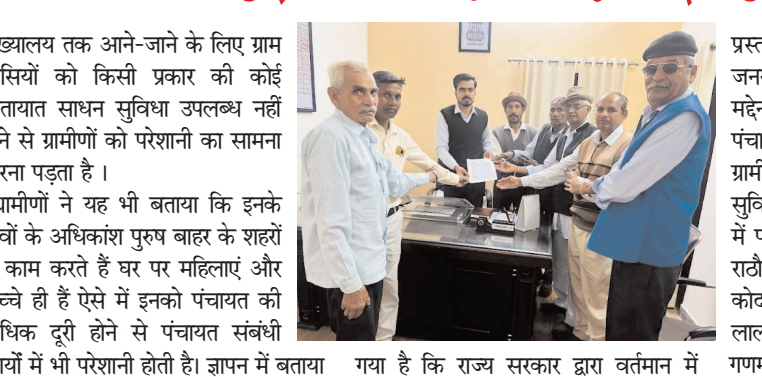 ख्यालय तक आने-जाने के लिए ग्राम
सियों को किसी प्रकार की कोई
तायात साधन सुविधा उपलब्ध नहीं
ने से ग्रामीणों को परेशानी का सामना
रना पड़ता है ।
ग्रामीणों ने यह भी बताया कि इनके
वों के अधिकांश पुरुष बाहर के शहरों
काम करते हैं घर पर महिलाएं और
च्चे ही हैं ऐसे में इनको पंचायत की
धिक दूरी होने से पंचायत संबंधी
र्यों में भी परेशानी होती है। ज्ञापन में बताया
गया है कि राज्य सरकार द्वारा वर्तमान में
प्रस्त
जन
मद्देन
पंचा
ग्रामी
सुवि
में प
राठौ
कोद
लाल
गणम